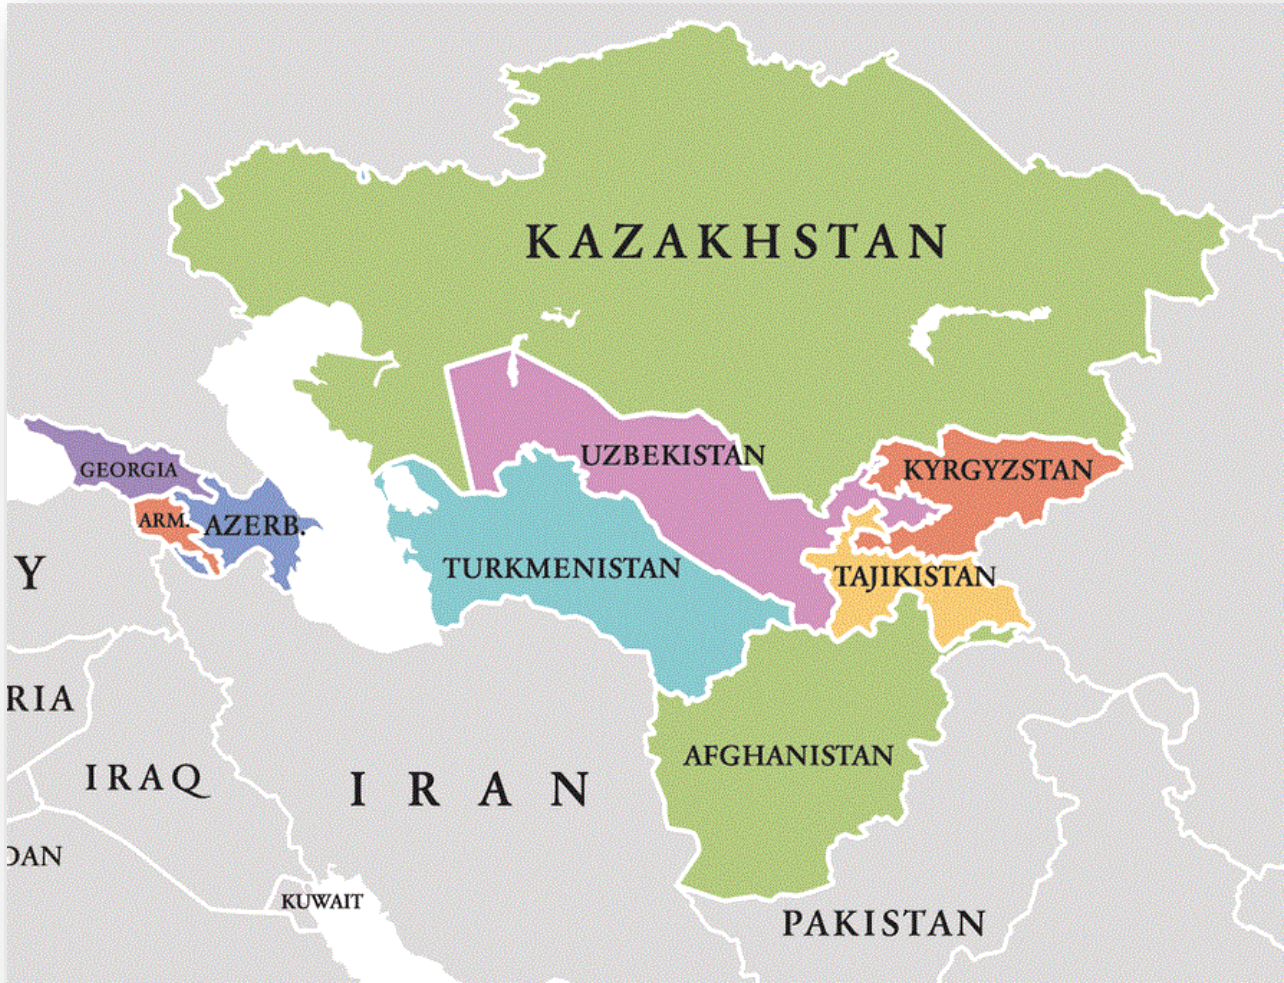 KAZAKHSTAN
UZBEKISTAN
GEORGIA
KYRGYZSTAN
ARM.
AZERB.
Y
TURKMENISTAN
TAJIKISTAN
RIA
AFGHANISTAN
IRAQ
IRAN
DAN
KUWAIT
PAKISTAN